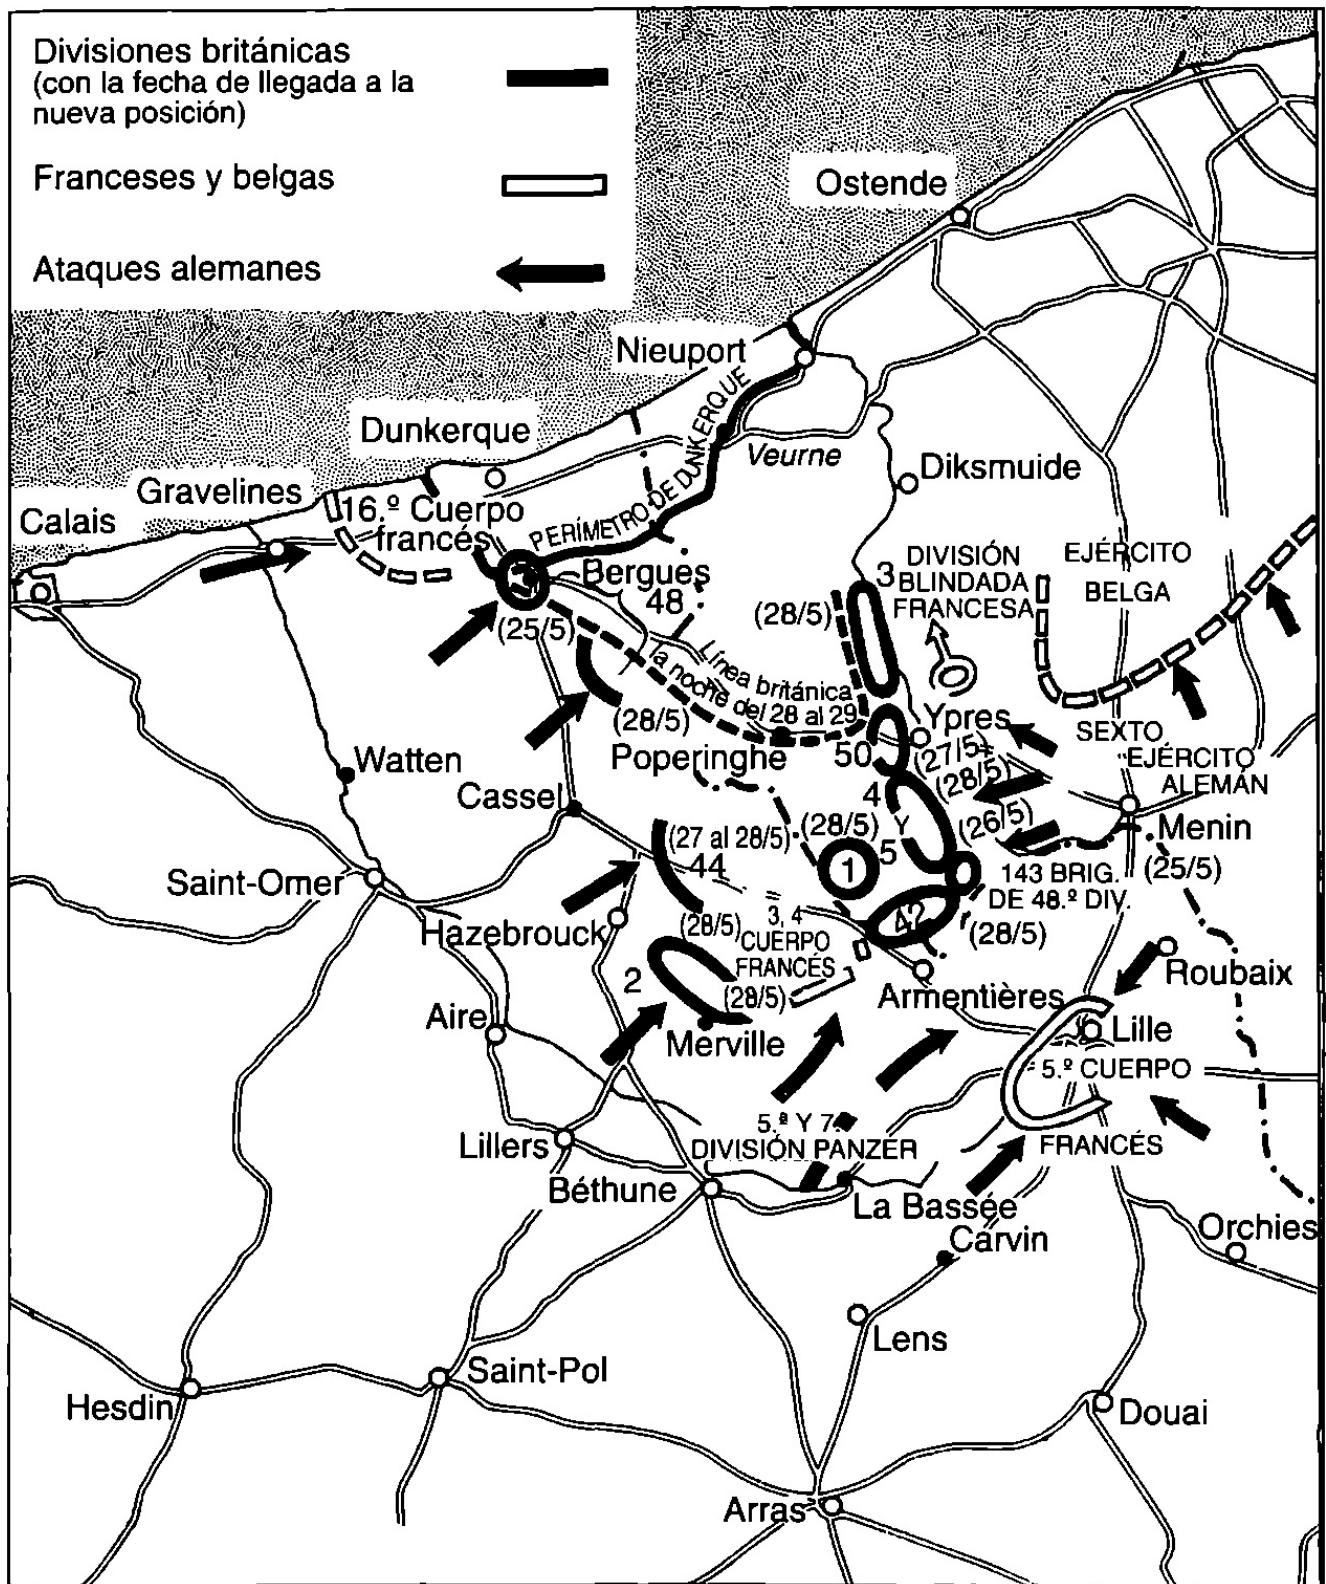 Divisiones británicas
(con la fecha de llegada a la
nueva posición)
Franceses y belgas
Ataques alemanes
Ostende
Nieuport
Dunkerque
PERÍMETRO DE DUNKERQUE
Veurne
Diksmuide
Gravelines
Calais
16.º Cuerpo
francés
Bergues
48
(25/5)
(28/5)
3
DIVISIÓN
BLINDADA
FRANCESA
EJÉRCITO
BELGA
Línea británica
la noche del 28 al 29
(28/5)
Poperinghe
50
Ypres
(27/5)
(28/5)
(26/5)
SEXTO
EJÉRCITO
ALEMÁN
Watten
Cassel
4
Y
5
(28/5)
1
(27 al 28/5)
44
Menin
(25/5)
143 BRIG.
DE 48.ª DIV.
(28/5)
42
Saint-Omer
Hazebrouck
(28/5)
3, 4
CUERPO
FRANCÉS
(28/5)
2
Merville
Armentières
Roubaix
Lille
5.º CUERPO
FRANCÉS
Aire
5.ª Y 7.ª
DIVISIÓN PANZER
Lillers
Béthune
La Bassée
Carvin
Orchies
Lens
Saint-Pol
Hesdin
Douai
Arras